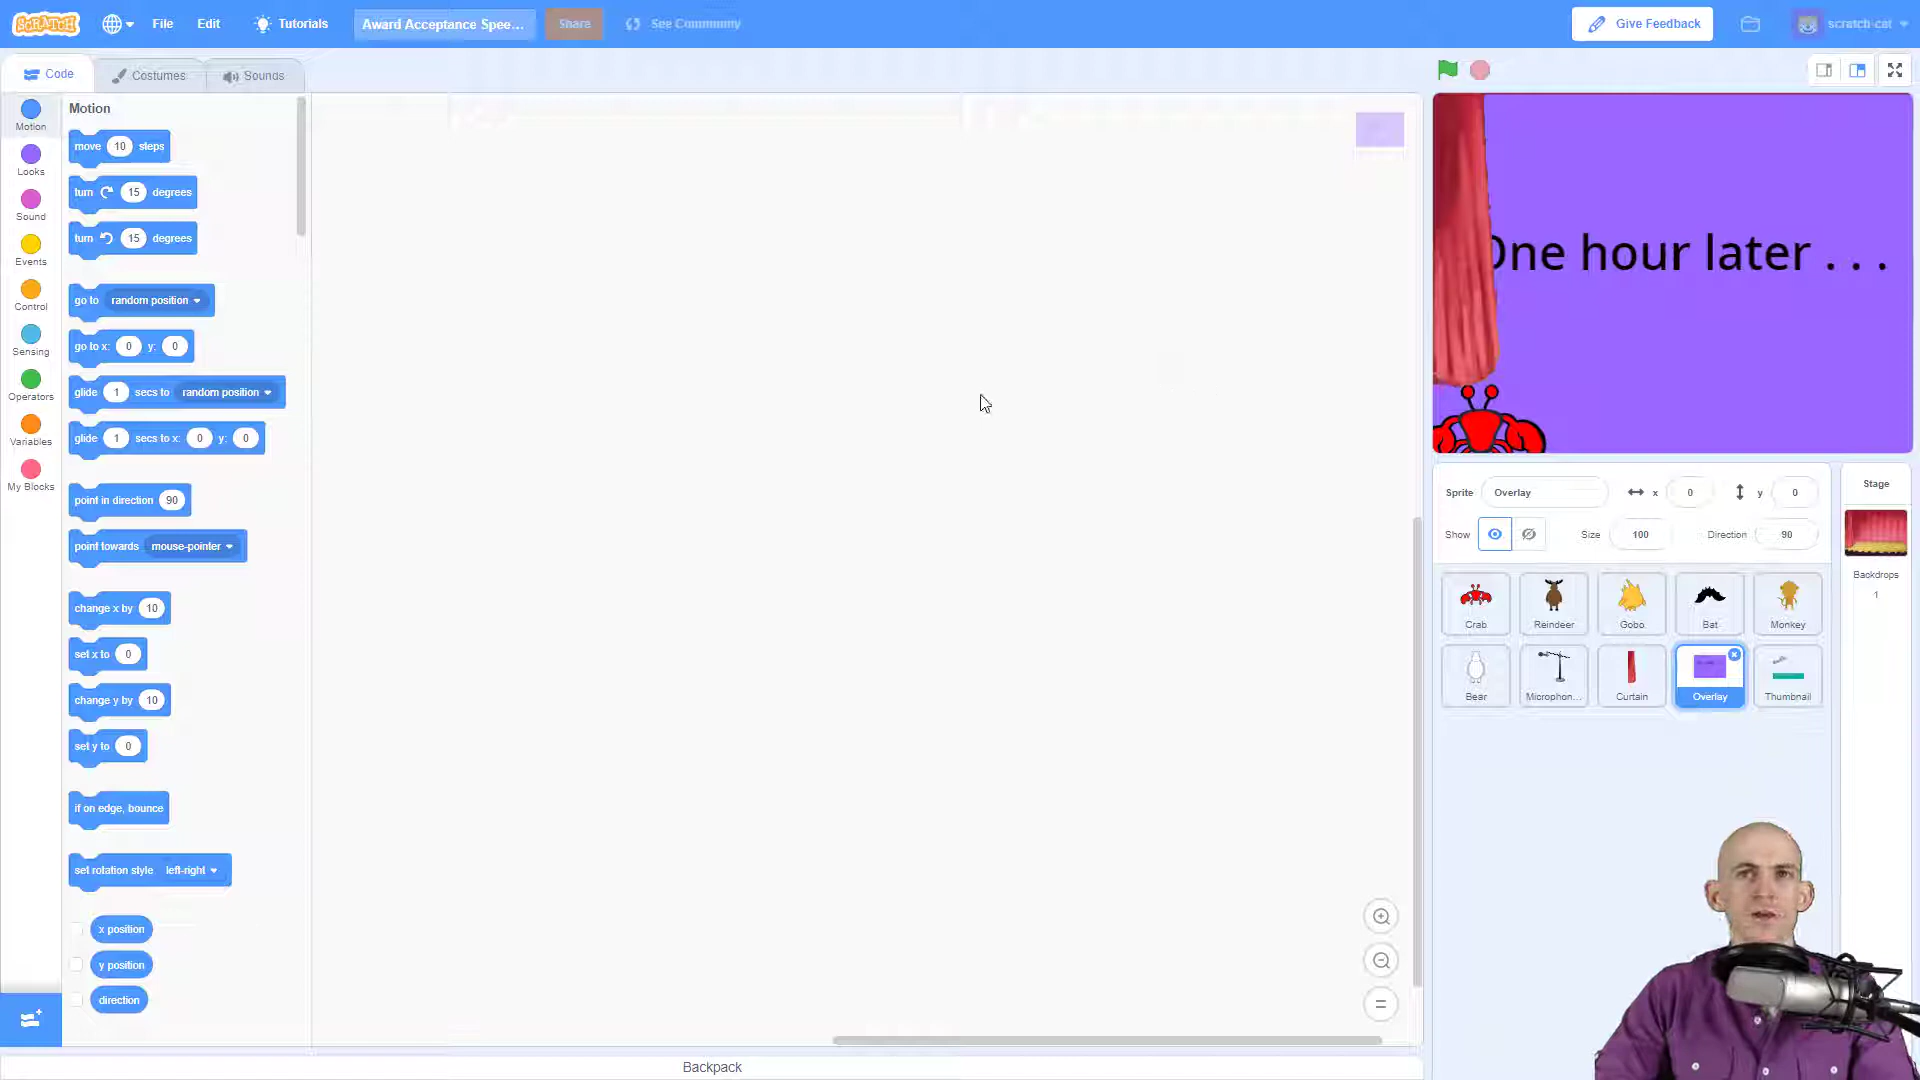 SCRATCH
File
Edit
Tutorials
Award Acceptance Spee...
Share
See Community
Give Feedback
scratch-cat
Code
Costumes
Sounds
Motion
Looks
Sound
Events
Control
Sensing
Operators
Variables
My Blocks
Motion
move 10 steps
turn 15 degrees
turn 15 degrees
go to random position
go to x: 0 y: 0
glide 1 secs to random position
glide 1 secs to x: 0 y: 0
point in direction 90
point towards mouse-pointer
change x by 10
set x to 0
change y by 10
set y to 0
if on edge, bounce
set rotation style left-right
x position
y position
direction
Backpack
One hour later . . .
Sprite Overlay x 0 y 0
Show Size 100 Direction 90
Crab
Reindeer
Gobo
Bat
Monkey
Bear
Microphon...
Curtain
Overlay
Thumbnail
Stage
Backdrops
1